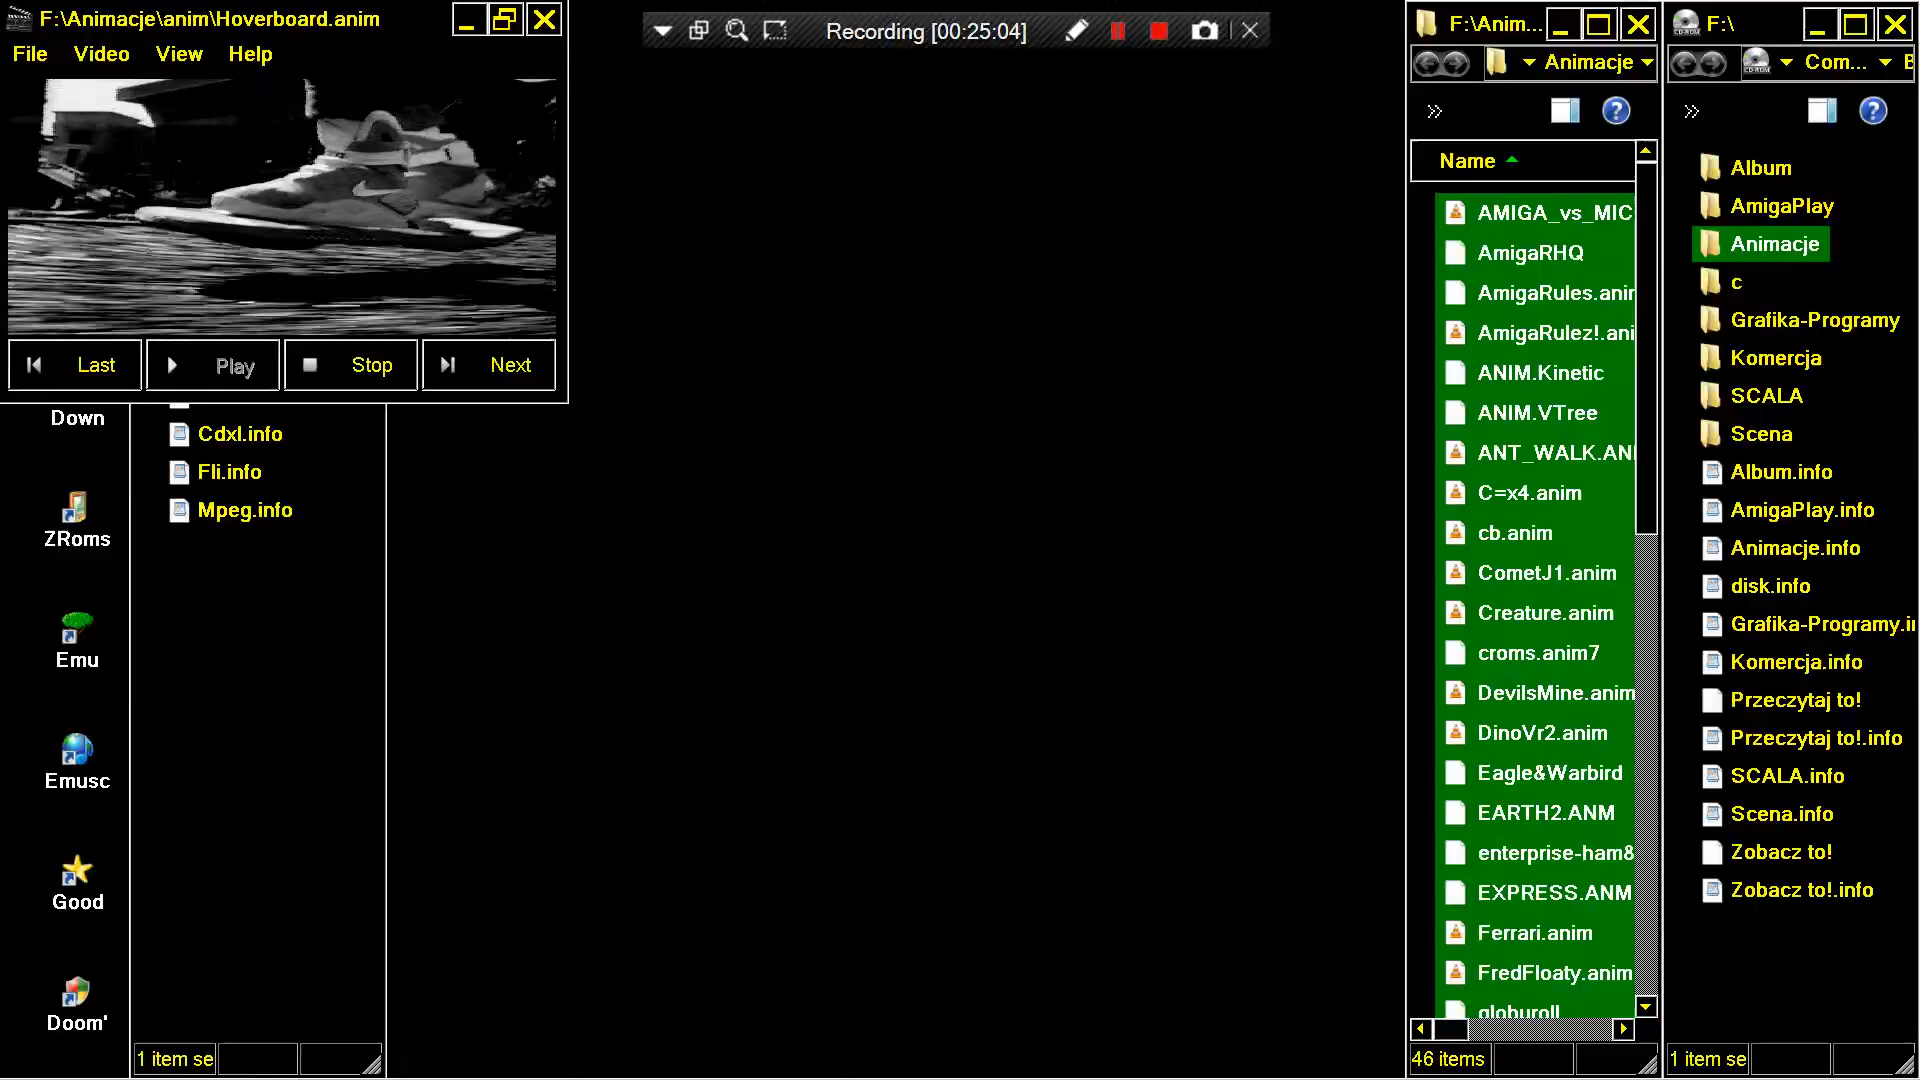 F:\Animacje\anim\Hoverboard.anim
File Video View Help
Last Play Stop Next
Recording [00:25:04]
Down
ZRoms
Emu
Emusc
Good
Doom'
Cdxl.info
Fli.info
Mpeg.info
1 item se
F:\Anim...
Animacje
Name
AMIGA_vs_MIC
AmigaRHQ
AmigaRules.anim
AmigaRulez!.ani
ANIM.Kinetic
ANIM.VTree
ANT_WALK.ANI
C=x4.anim
cb.anim
CometJ1.anim
Creature.anim
croms.anim7
DevilsMine.anim
DinoVr2.anim
Eagle&Warbird
EARTH2.ANM
enterprise-ham8
EXPRESS.ANM
Ferrari.anim
FredFloaty.anim
globuroll
46 items
F:\
Com...
Album
AmigaPlay
Animacje
c
Grafika-Programy
Komercja
SCALA
Scena
Album.info
AmigaPlay.info
Animacje.info
disk.info
Grafika-Programy.i
Komercja.info
Przeczytaj to!
Przeczytaj to!.info
SCALA.info
Scena.info
Zobacz to!
Zobacz to!.info
1 item se